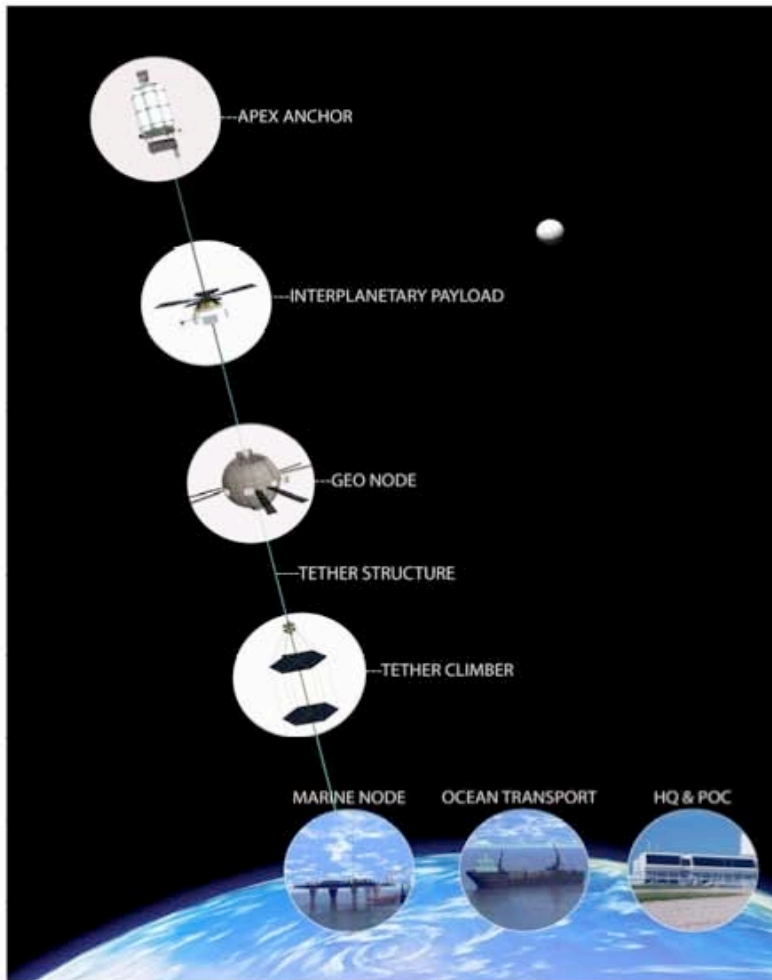 APEX ANCHOR
INTERPLANETARY PAYLOAD
GEO NODE
TETHER STRUCTURE
TETHER CLIMBER
MARINE NODE
OCEAN TRANSPORT
HQ & POC